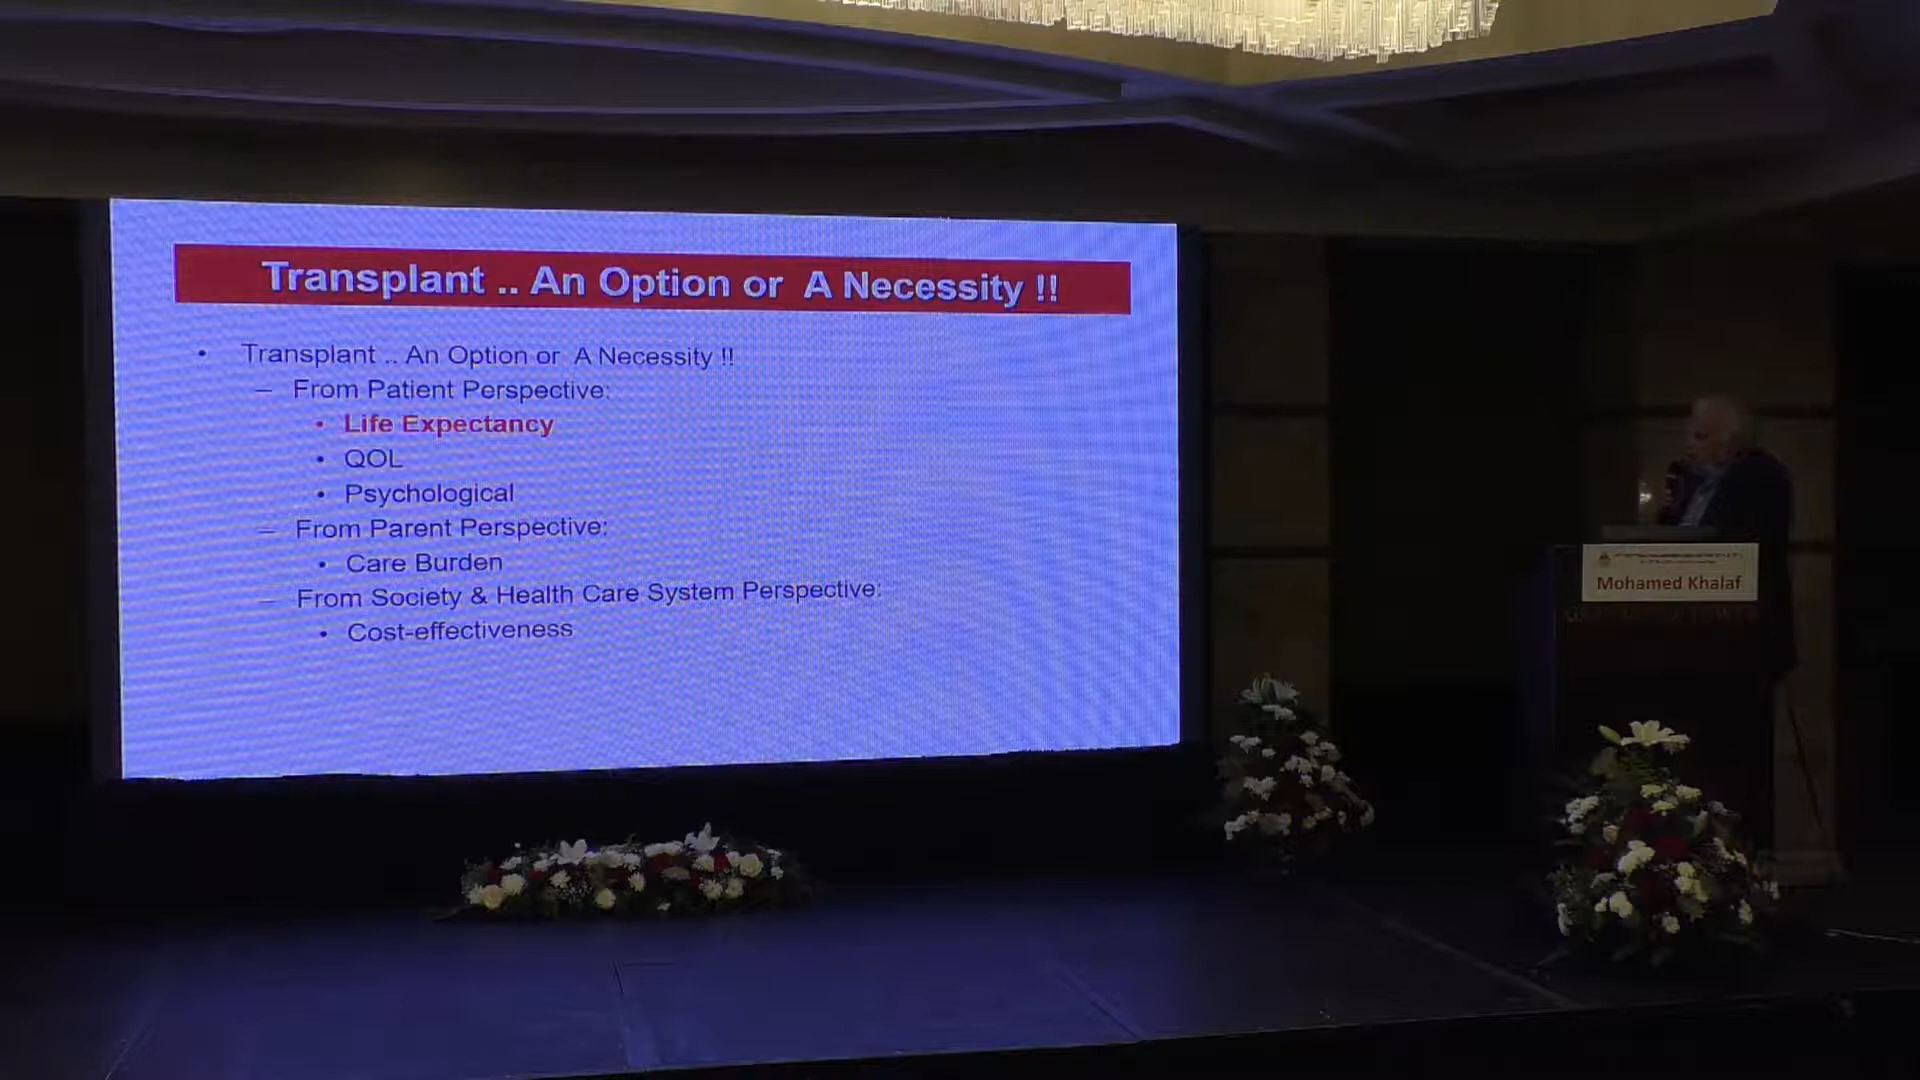 Transplant .. An Option or A Necessity !!
• Transplant .. An Option or A Necessity !!
– From Patient Perspective:
• Life Expectancy
• QOL
• Psychological
– From Parent Perspective:
• Care Burden
– From Society & Health Care System Perspective:
• Cost-effectiveness
Mohamed Khalaf